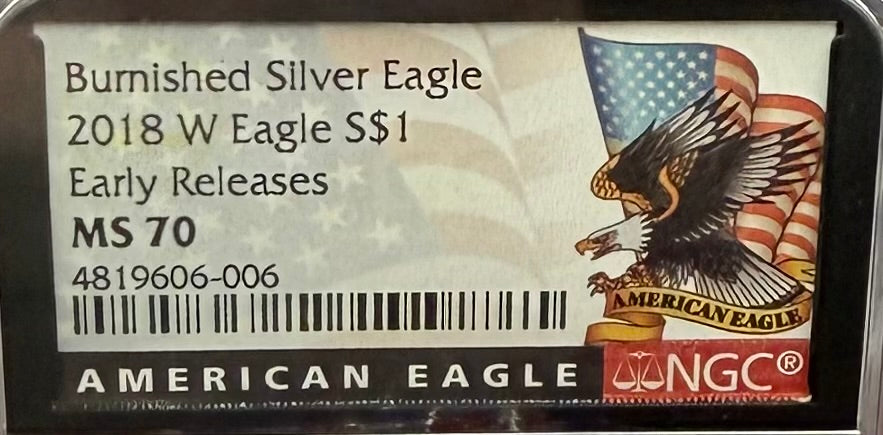 Burnished Silver Eagle
2018 W Eagle S$1
Early Releases
MS 70
4819606-006
AMERICAN EAGLE
AMERICAN EAGLE
NGC®